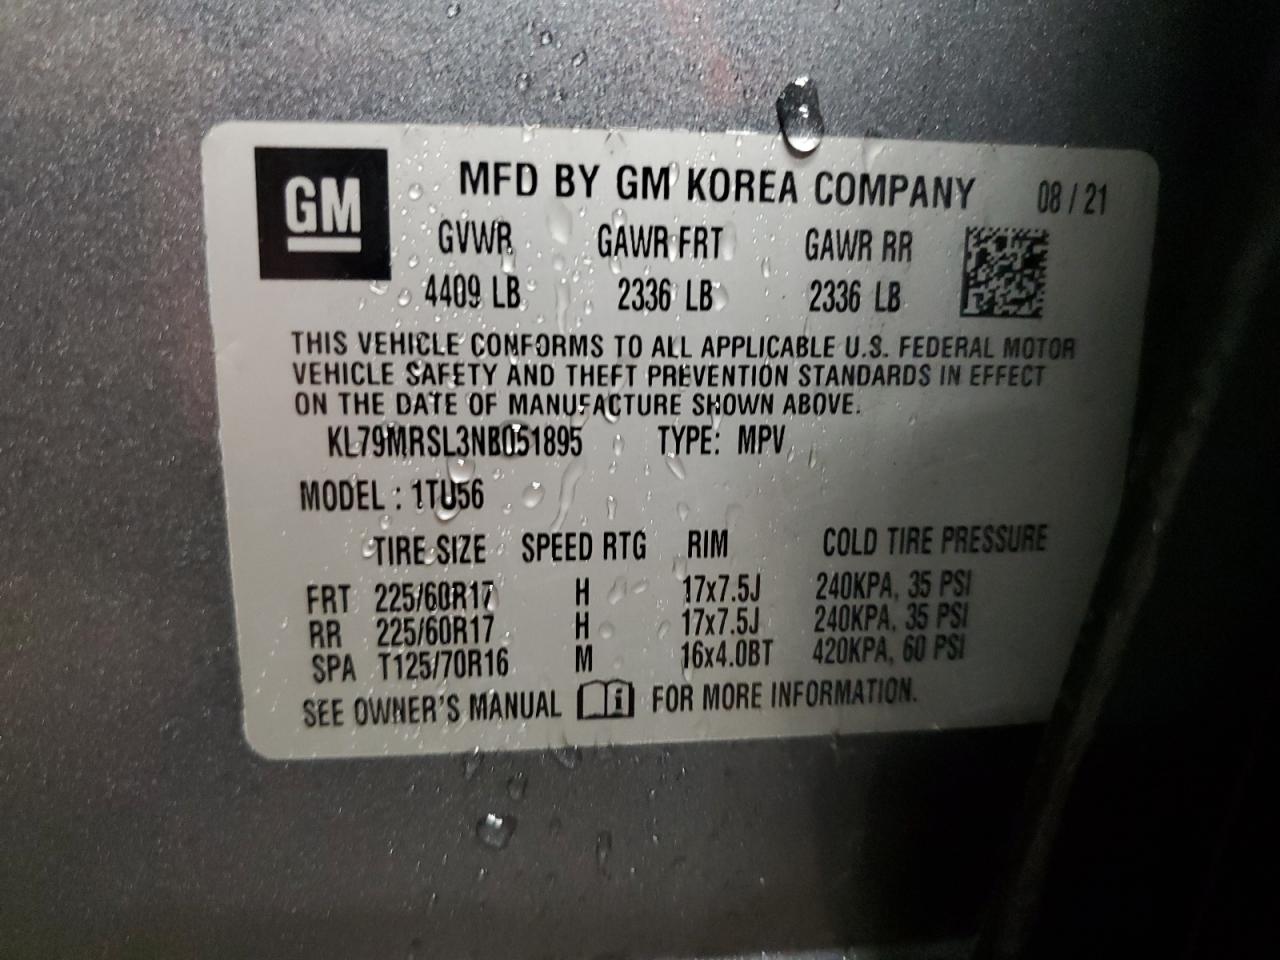 GM
MFD BY GM KOREA COMPANY 08 / 21
GVWR GAWR FRT GAWR RR
4409 LB 2336 LB 2336 LB
THIS VEHICLE CONFORMS TO ALL APPLICABLE U.S. FEDERAL MOTOR
VEHICLE SAFETY AND THEFT PREVENTION STANDARDS IN EFFECT
ON THE DATE OF MANUFACTURE SHOWN ABOVE.
KL79MRSL3NB051895 TYPE: MPV
MODEL : 1TU56
TIRE SIZE SPEED RTG RIM COLD TIRE PRESSURE
FRT 225/60R17 H 17x7.5J 240KPA, 35 PSI
RR 225/60R17 H 17x7.5J 240KPA, 35 PSI
SPA T125/70R16 M 16x4.0BT 420KPA, 60 PSI
SEE OWNER'S MANUAL i FOR MORE INFORMATION.